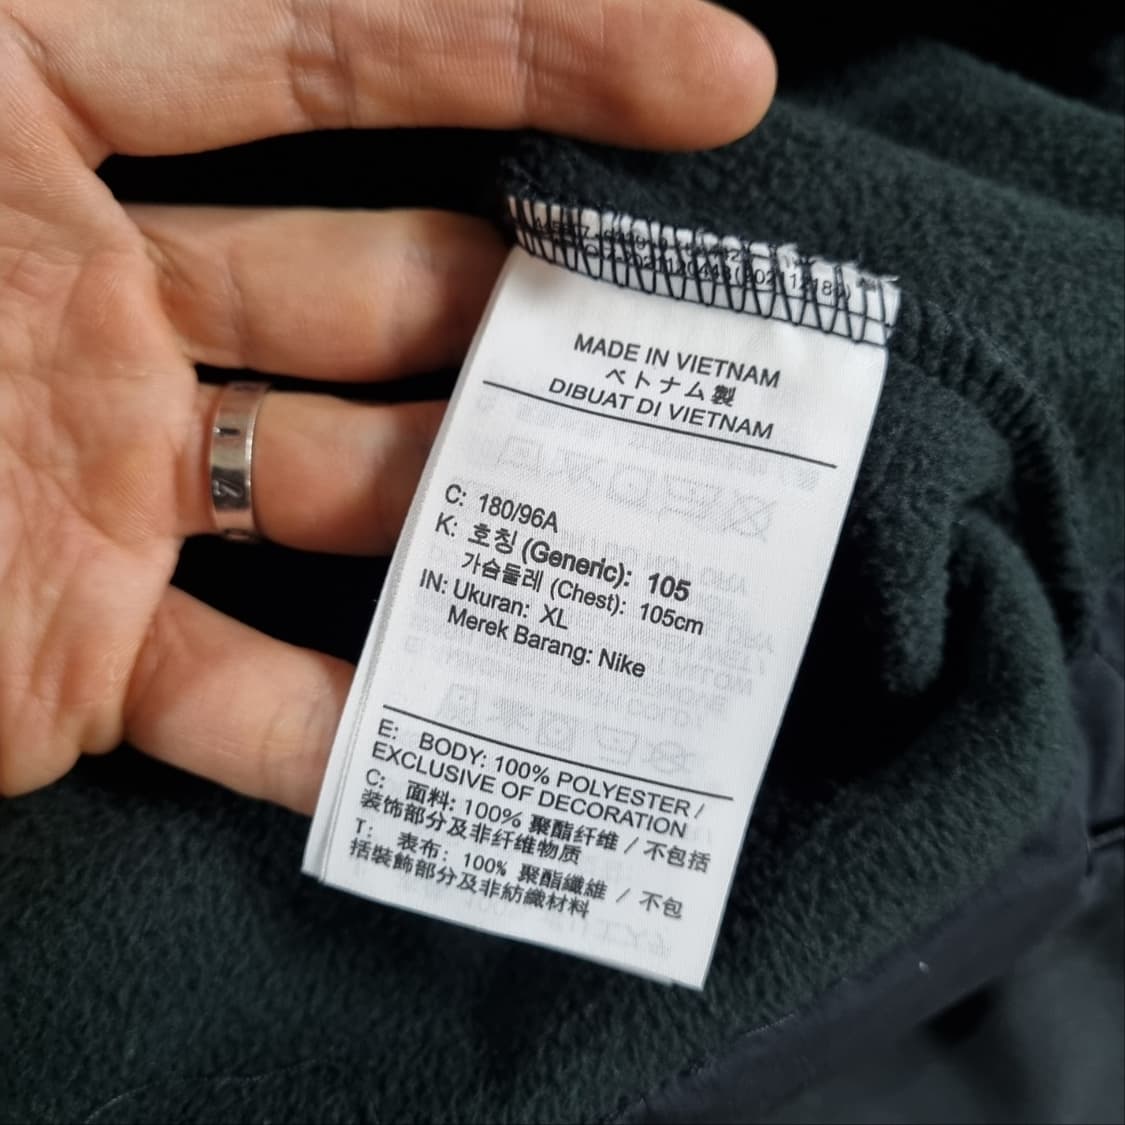 MADE IN VIETNAM
ベトナム製
DIBUAT DI VIETNAM
C: 180/96A
K: 호칭 (Generic): 105
가슴둘레 (Chest): 105cm
IN: Ukuran: XL
Merek Barang: Nike
E: BODY: 100% POLYESTER /
EXCLUSIVE OF DECORATION
C: 面料: 100% 聚酯纤维 / 不包括
装饰部分及非纤维物质
T: 表布: 100% 聚酯纖維 / 不包
括裝飾部分及非紡織材料